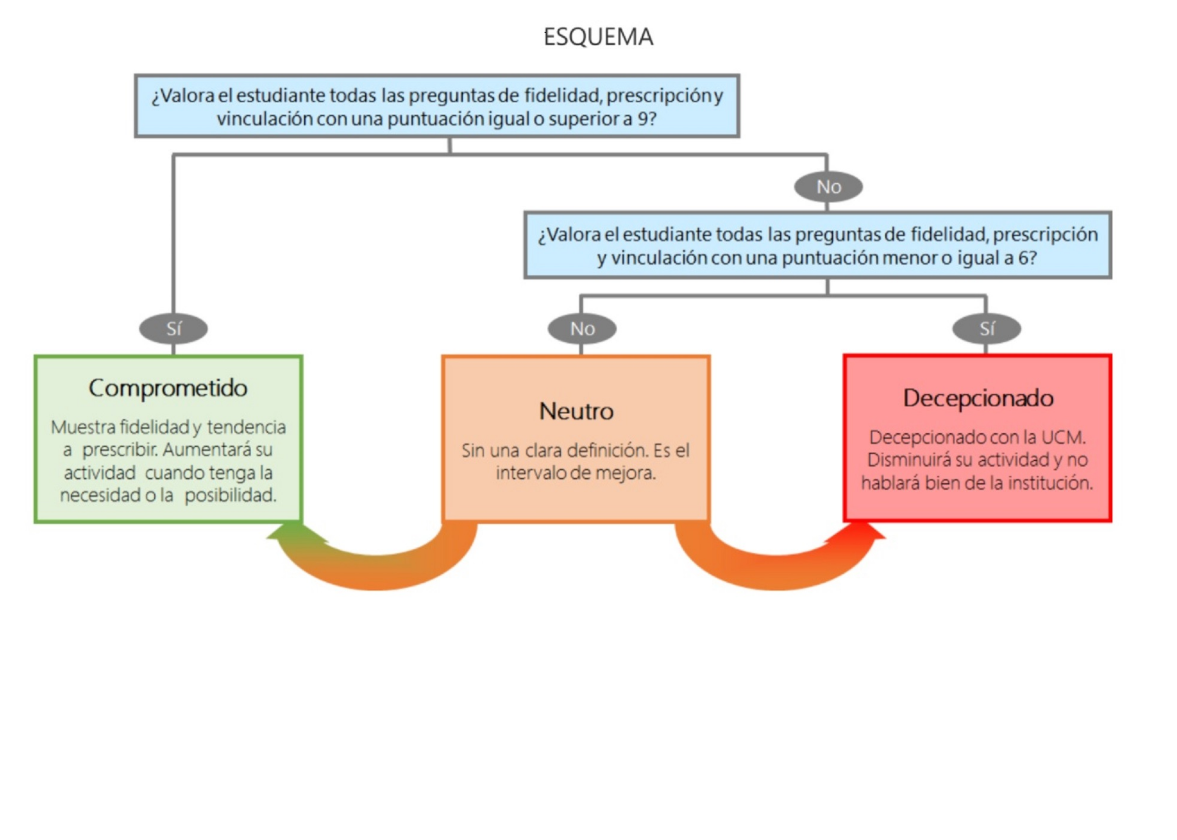 ESQUEMA
¿Valora el estudiante todas las preguntas de fidelidad, prescripción y
vinculación con una puntuación igual o superior a 9?
No
¿Valora el estudiante todas las preguntas de fidelidad, prescripción
y vinculación con una puntuación menor o igual a 6?
Sí
No
Sí
Comprometido
Muestra fidelidad y tendencia
a prescribir. Aumentará su
actividad cuando tenga la
necesidad o la posibilidad.
Neutro
Sin una clara definición. Es el
intervalo de mejora.
Decepcionado
Decepcionado con la UCM.
Disminuirá su actividad y no
hablará bien de la institución.